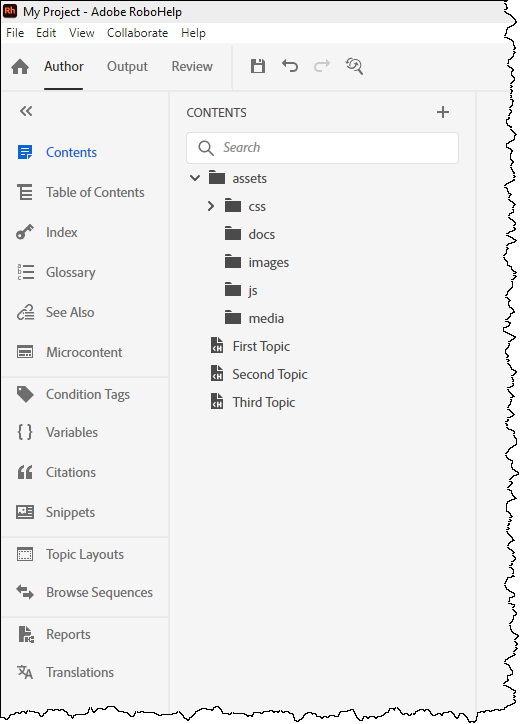 Rh My Project - Adobe RoboHelp
File Edit View Collaborate Help
Author Output Review
CONTENTS
Search
Contents
Table of Contents
Index
Glossary
See Also
Microcontent
Condition Tags
Variables
Citations
Snippets
Topic Layouts
Browse Sequences
Reports
Translations
assets
css
docs
images
js
media
First Topic
Second Topic
Third Topic